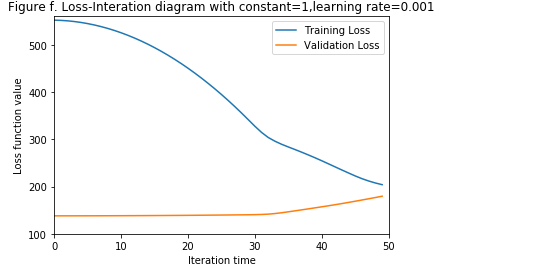 Figure f. Loss-Interation diagram with constant=1,learning rate=0.001
Training Loss
Validation Loss
Loss function value
500
400
300
200
100
0
10
20
30
40
50
Iteration time